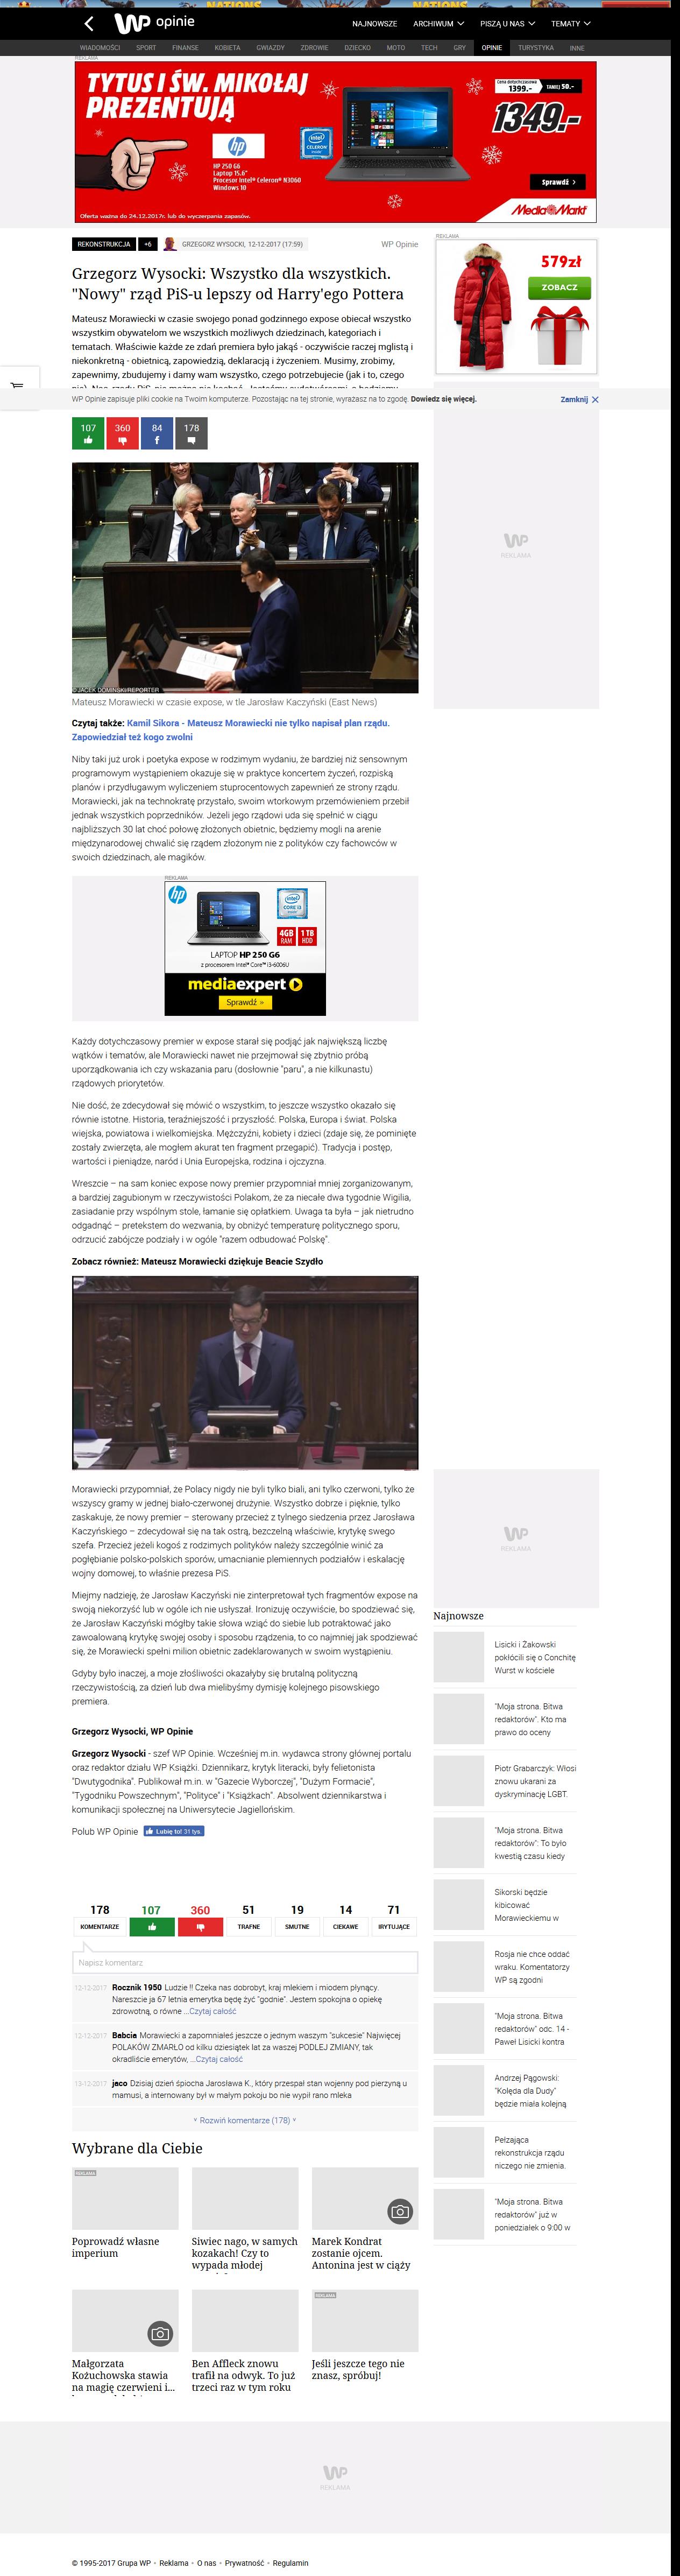 NATIONS
NATIONS
WP opinie
NAJNOWSZE ARCHIWUM PISZĄ U NAS TEMATY
WIADOMOŚCI SPORT FINANSE KOBIETA GWIAZDY ZDROWIE DZIECKO MOTO TECH GRY OPINIE TURYSTYKA INNE
REKLAMA
TYTUS I ŚW. MIKOŁAJ
PREZENTUJĄ
hp
HP 250 G6
Laptop 15.6"
Procesor Intel® Celeron® N3060
Windows 10
intel
CELERON
inside
Cena dotychczasowa
1399.-
TANIEJ 50.-
1349.-
Sprawdź
Media Markt
Oferta ważna do 24.12.2017r. lub do wyczerpania zapasów.
REKONSTRUKCJA +6 GRZEGORZ WYSOCKI, 12-12-2017 (17:59) WP Opinie
Grzegorz Wysocki: Wszystko dla wszystkich.
"Nowy" rząd PiS-u lepszy od Harry'ego Pottera
Mateusz Morawiecki w czasie swojego ponad godzinnego expose obiecał wszystko
wszystkim obywatelom we wszystkich możliwych dziedzinach, kategoriach i
tematach. Właściwie każde ze zdań premiera było jakąś - oczywiście raczej mglistą i
niekonkretną - obietnicą, zapowiedzią, deklaracją i życzeniem. Musimy, zrobimy,
zapewnimy, zbudujemy i damy wam wszystko, czego potrzebujecie (jak i to, czego
REKLAMA
579zł
ZOBACZ
WP Opinie zapisuje pliki cookie na Twoim komputerze. Pozostając na tej stronie, wyrażasz na to zgodę. Dowiedz się więcej.
Zamknij
107 360 84 178
f
WP
REKLAMA
© JACEK DOMINSKI/REPORTER
Mateusz Morawiecki w czasie expose, w tle Jarosław Kaczyński (East News)
Czytaj także: Kamil Sikora - Mateusz Morawiecki nie tylko napisał plan rządu.
Zapowiedział też kogo zwolni
Niby taki już urok i poetyka expose w rodzimym wydaniu, że bardziej niż sensownym
programowym wystąpieniem okazuje się w praktyce koncertem życzeń, rozpiską
planów i przydługawym wyliczeniem stuprocentowych zapewnień ze strony rządu.
Morawiecki, jak na technokratę przystało, swoim wtorkowym przemówieniem przebił
jednak wszystkich poprzedników. Jeżeli jego rządowi uda się spełnić w ciągu
najbliższych 30 lat choć połowę złożonych obietnic, będziemy mogli na arenie
międzynarodowej chwalić się rządem złożonym nie z polityków czy fachowców w
swoich dziedzinach, ale magików.
REKLAMA
hp
intel
CORE i3
4GB
RAM
1TB
HDD
LAPTOP HP 250 G6
z procesorem Intel® Core™ i3-6006U
mediaexpert
Sprawdź »
Każdy dotychczasowy premier w expose starał się podjąć jak największą liczbę
wątków i tematów, ale Morawiecki nawet nie przejmował się zbytnio próbą
uporządkowania ich czy wskazania paru (dosłownie "paru", a nie kilkunastu)
rządowych priorytetów.
Nie dość, że zdecydował się mówić o wszystkim, to jeszcze wszystko okazało się
równie istotne. Historia, teraźniejszość i przyszłość. Polska, Europa i świat. Polska
wiejska, powiatowa i wielkomiejska. Mężczyźni, kobiety i dzieci (zdaje się, że pominięte
zostały zwierzęta, ale mogłem akurat ten fragment przegapić). Tradycja i postęp,
wartości i pieniądze, naród i Unia Europejska, rodzina i ojczyzna.
Wreszcie – na sam koniec expose nowy premier przypomniał mniej zorganizowanym,
a bardziej zagubionym w rzeczywistości Polakom, że za niecałe dwa tygodnie Wigilia,
zasiadanie przy wspólnym stole, łamanie się opłatkiem. Uwaga ta była – jak nietrudno
odgadnąć – pretekstem do wezwania, by obniżyć temperaturę politycznego sporu,
odrzucić zabójcze podziały i w ogóle "razem odbudować Polskę".
Zobacz również: Mateusz Morawiecki dziękuje Beacie Szydło
Morawiecki przypomniał, że Polacy nigdy nie byli tylko biali, ani tylko czerwoni, tylko że
wszyscy gramy w jednej biało-czerwonej drużynie. Wszystko dobrze i pięknie, tylko
zaskakuje, że nowy premier – sterowany przecież z tylnego siedzenia przez Jarosława
Kaczyńskiego – zdecydował się na tak ostrą, bezczelną właściwie, krytykę swego
szefa. Przecież jeżeli kogoś z rodzimych polityków należy szczególnie winić za
pogłębianie polsko-polskich sporów, umacnianie plemiennych podziałów i eskalację
wojny domowej, to właśnie prezesa PiS.
Miejmy nadzieję, że Jarosław Kaczyński nie zinterpretował tych fragmentów expose na
swoją niekorzyść lub w ogóle ich nie usłyszał. Ironizuję oczywiście, bo spodziewać się,
że Jarosław Kaczyński mógłby takie słowa wziąć do siebie lub potraktować jako
zawoalowaną krytykę swojej osoby i sposobu rządzenia, to co najmniej jak spodziewać
się, że Morawiecki spełni milion obietnic zadeklarowanych w swoim wystąpieniu.
Gdyby było inaczej, a moje złośliwości okazałyby się brutalną polityczną
rzeczywistością, za dzień lub dwa mielibyśmy dymisję kolejnego pisowskiego
premiera.
Grzegorz Wysocki, WP Opinie
Grzegorz Wysocki - szef WP Opinie. Wcześniej m.in. wydawca strony głównej portalu
oraz redaktor działu WP Książki. Dziennikarz, krytyk literacki, były felietonista
"Dwutygodnika". Publikował m.in. w "Gazecie Wyborczej", "Dużym Formacie",
"Tygodniku Powszechnym", "Polityce" i "Książkach". Absolwent dziennikarstwa i
komunikacji społecznej na Uniwersytecie Jagiellońskim.
Polub WP Opinie Lubię to! 31 tys.
178 107 360 51 19 14 71
KOMENTARZE TRAFNE SMUTNE CIEKAWE IRYTUJĄCE
Napisz komentarz
12-12-2017 Rocznik 1950 Ludzie !! Czeka nas dobrobyt, kraj mlekiem i miodem płynący.
Nareszcie ja 67 letnia emerytka będę żyć "godnie". Jestem spokojna o opiekę
zdrowotną, o równe ...Czytaj całość
12-12-2017 Babcia Morawiecki a zapomniałeś jeszcze o jednym waszym "sukcesie" Najwięcej
POLAKÓW ZMARŁO od kilku dziesiątek lat za waszej PODLEJ ZMIANY, tak
okradliście emerytów, ...Czytaj całość
13-12-2017 jaco Dzisiaj dzień śpiocha Jarosława K., który przespał stan wojenny pod pierzyną u
mamusi, a internowany był w małym pokoju bo nie wypił rano mleka
Rozwiń komentarze (178)
Wybrane dla Ciebie
REKLAMA
Poprowadź własne
imperium
Siwiec nago, w samych
kozakach! Czy to
wypada młodej
Marek Kondrat
zostanie ojcem.
Antonina jest w ciąży
Małgorzata
Kożuchowska stawia
na magię czerwieni i...
Ben Affleck znowu
trafił na odwyk. To już
trzeci raz w tym roku
REKLAMA
Jeśli jeszcze tego nie
znasz, spróbuj!
WP
REKLAMA
Najnowsze
Lisicki i Żakowski
pokłócili się o Conchitę
Wurst w kościele
"Moja strona. Bitwa
redaktorów". Kto ma
prawo do oceny
Piotr Grabarczyk: Włosi
znowu ukarani za
dyskryminację LGBT.
"Moja strona. Bitwa
redaktorów": To było
kwestią czasu kiedy
Sikorski będzie
kibicować
Morawieckiemu w
Rosja nie chce oddać
wraku. Komentatorzy
WP są zgodni
"Moja strona. Bitwa
redaktorów" odc. 14 -
Paweł Lisicki kontra
Andrzej Pągowski:
"Kolęda dla Dudy"
będzie miała kolejną
Pełzająca
rekonstrukcja rządu
niczego nie zmienia.
"Moja strona. Bitwa
redaktorów" już w
poniedziałek o 9:00 w
WP
REKLAMA
© 1995-2017 Grupa WP • Reklama • O nas • Prywatność • Regulamin